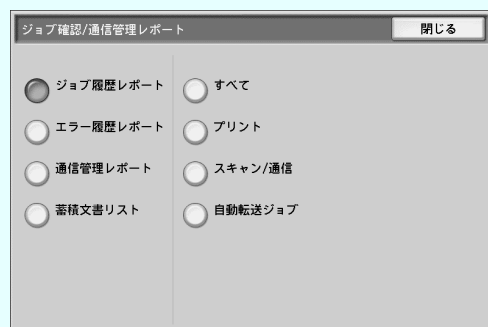 ジョブ確認/通信管理レポート
閉じる
ジョブ履歴レポート
エラー履歴レポート
通信管理レポート
蓄積文書リスト
すべて
プリント
スキャン/通信
自動転送ジョブ